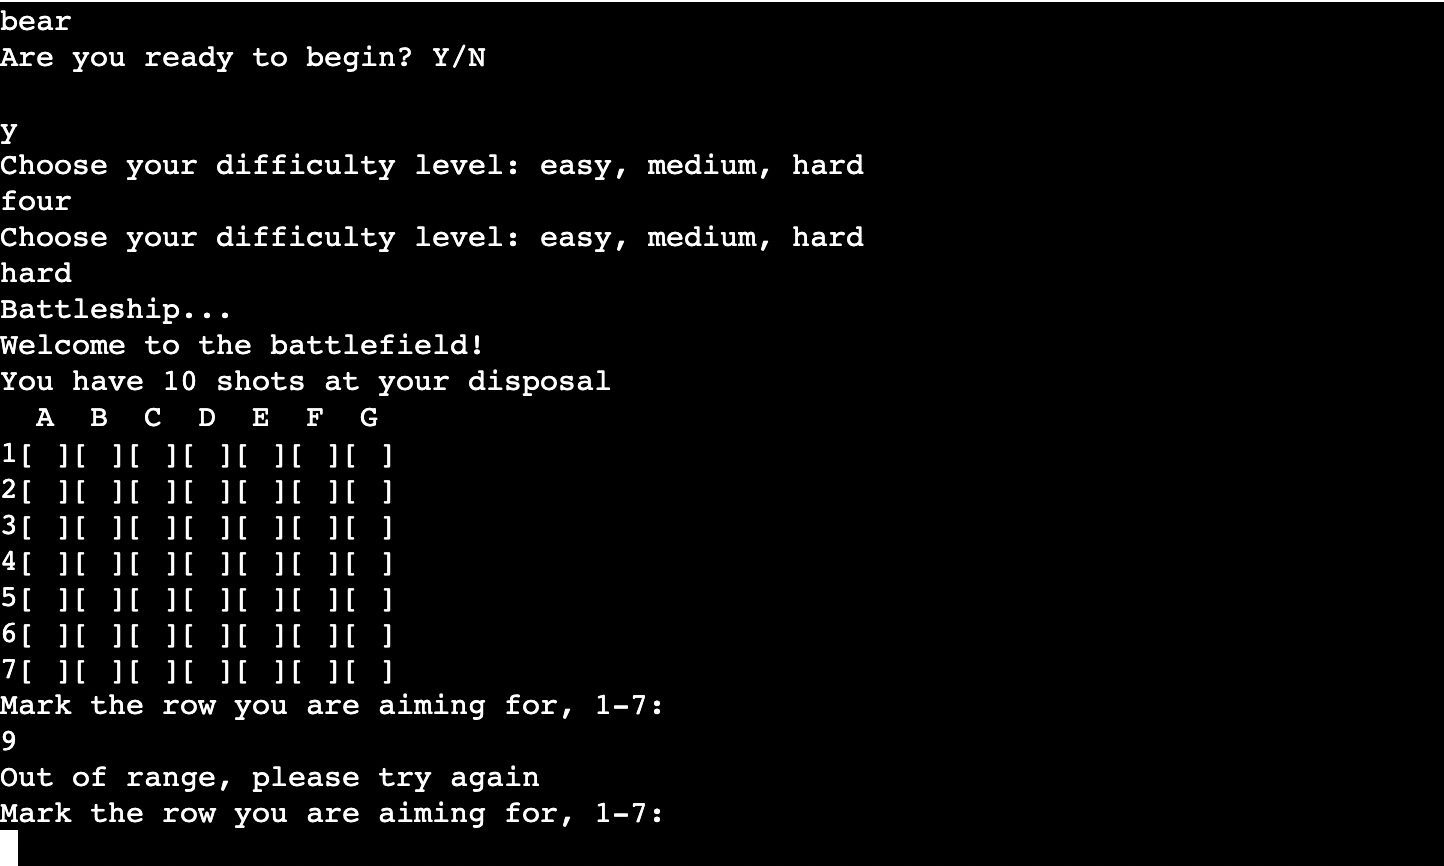 bear
Are you ready to begin? Y/N
y
Choose your difficulty level: easy, medium, hard
four
Choose your difficulty level: easy, medium, hard
hard
Battleship...
Welcome to the battlefield!
You have 10 shots at your disposal
  A  B  C  D  E  F  G
1[ ][ ][ ][ ][ ][ ][ ]
2[ ][ ][ ][ ][ ][ ][ ]
3[ ][ ][ ][ ][ ][ ][ ]
4[ ][ ][ ][ ][ ][ ][ ]
5[ ][ ][ ][ ][ ][ ][ ]
6[ ][ ][ ][ ][ ][ ][ ]
7[ ][ ][ ][ ][ ][ ][ ]
Mark the row you are aiming for, 1-7:
9
Out of range, please try again
Mark the row you are aiming for, 1-7: